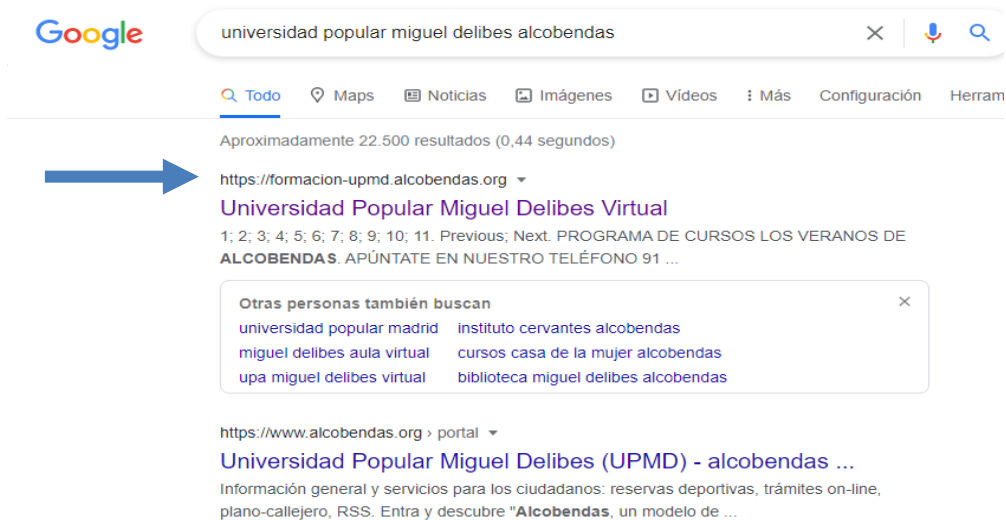 Google
universidad popular miguel delibes alcobendas
Todo Maps Noticias Imágenes Vídeos Más Configuración Herram
Aproximadamente 22.500 resultados (0,44 segundos)
https://formacion-upmd.alcobendas.org
Universidad Popular Miguel Delibes Virtual
1; 2; 3; 4; 5; 6; 7; 8; 9; 10; 11. Previous; Next. PROGRAMA DE CURSOS LOS VERANOS DE
ALCOBENDAS. APÚNTATE EN NUESTRO TELÉFONO 91 ...
Otras personas también buscan
universidad popular madrid instituto cervantes alcobendas
miguel delibes aula virtual cursos casa de la mujer alcobendas
upa miguel delibes virtual biblioteca miguel delibes alcobendas
https://www.alcobendas.org › portal
Universidad Popular Miguel Delibes (UPMD) - alcobendas ...
Información general y servicios para los ciudadanos: reservas deportivas, trámites on-line,
plano-callejero, RSS. Entra y descubre "Alcobendas, un modelo de ...